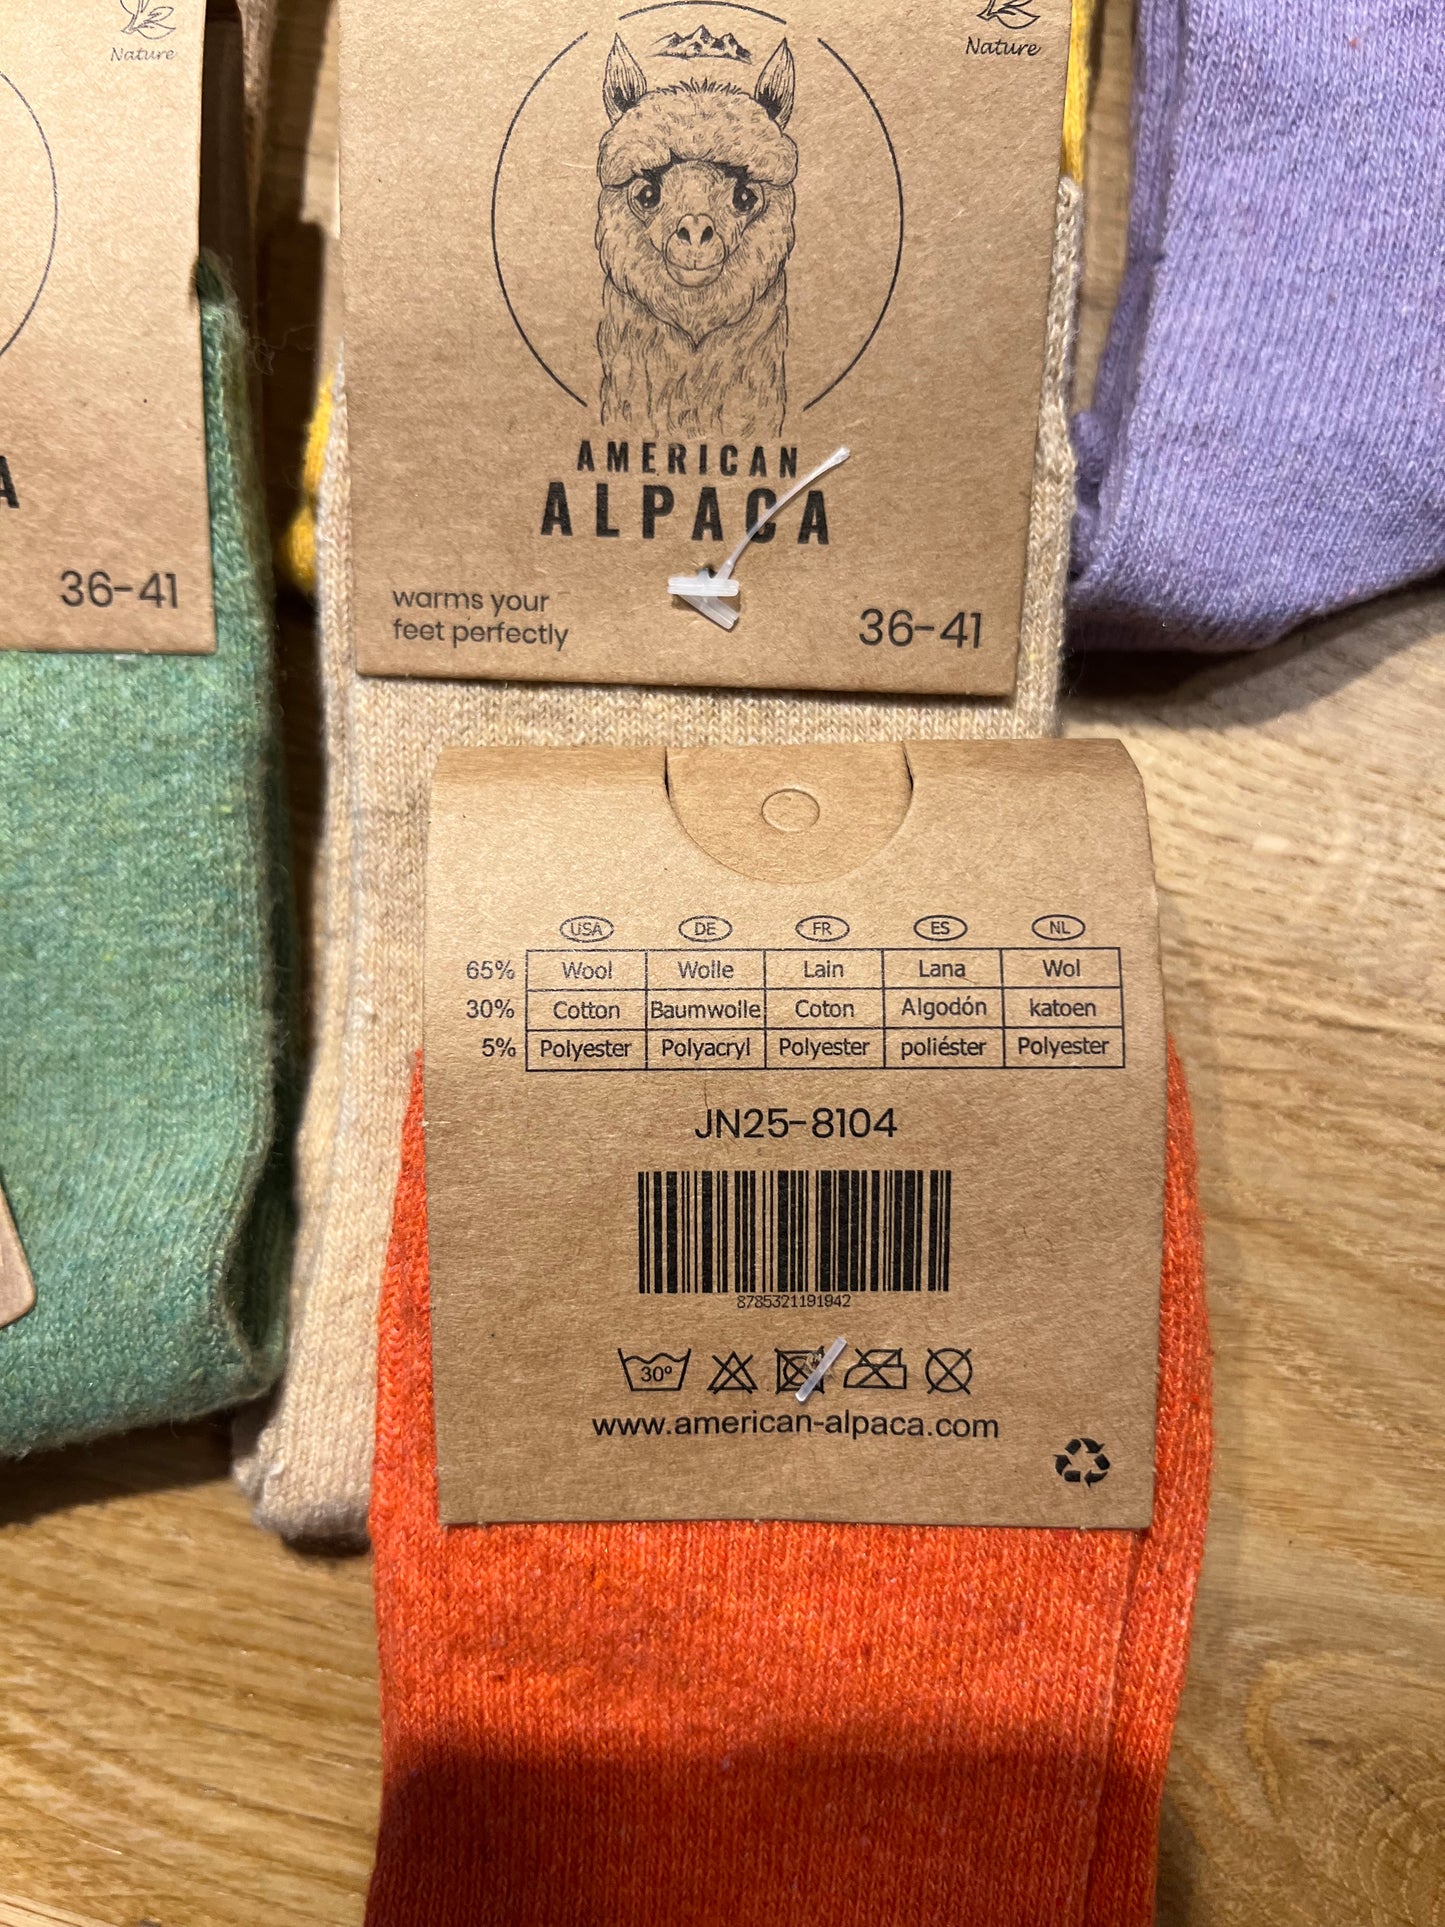 Nature
A
36-41
Nature
AMERICAN
ALPACA
warms your
feet perfectly
36-41
USA DE FR ES NL
65% Wool Wolle Lain Lana Wol
30% Cotton Baumwolle Coton Algodón katoen
5% Polyester Polyacryl Polyester poliéster Polyester
JN25-8104
8785321191942
30º
www.american-alpaca.com